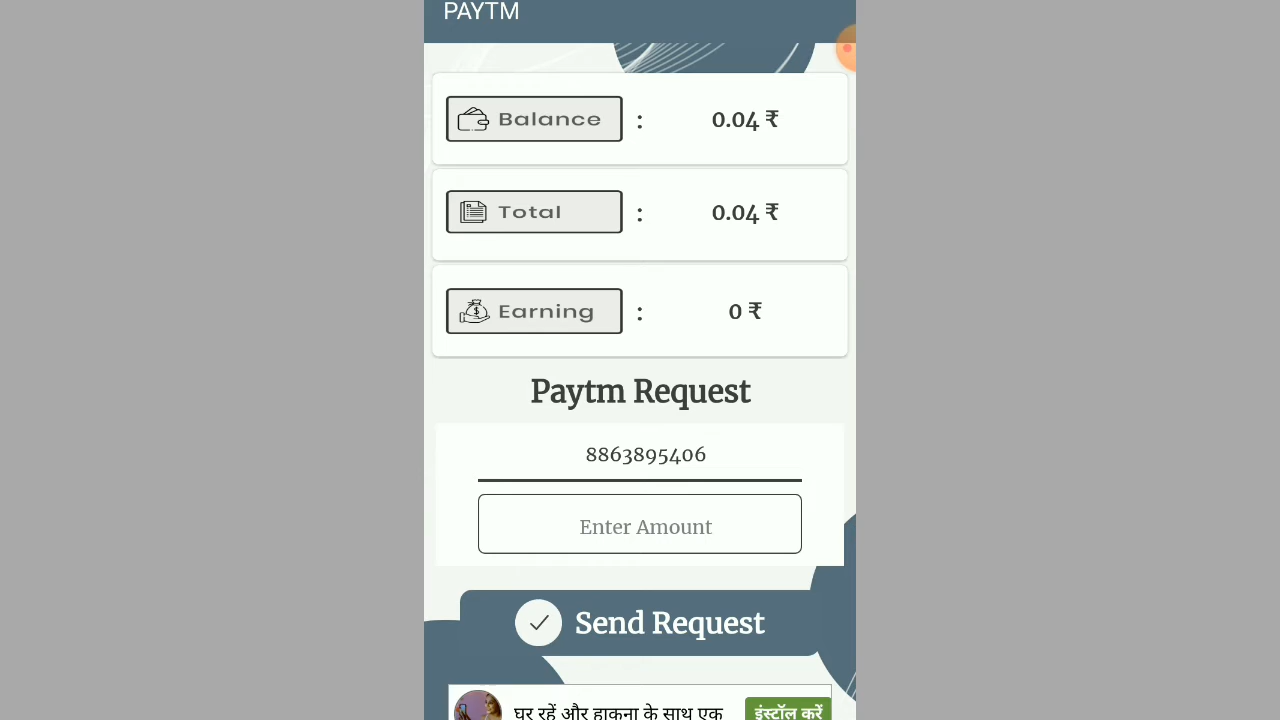 PAYTM
Balance : 0.04 ₹
Total : 0.04 ₹
Earning : 0 ₹
Paytm Request
8863895406
Enter Amount
Send Request
घर रहें और हाकुना के साथ एक
इंस्टॉल करें